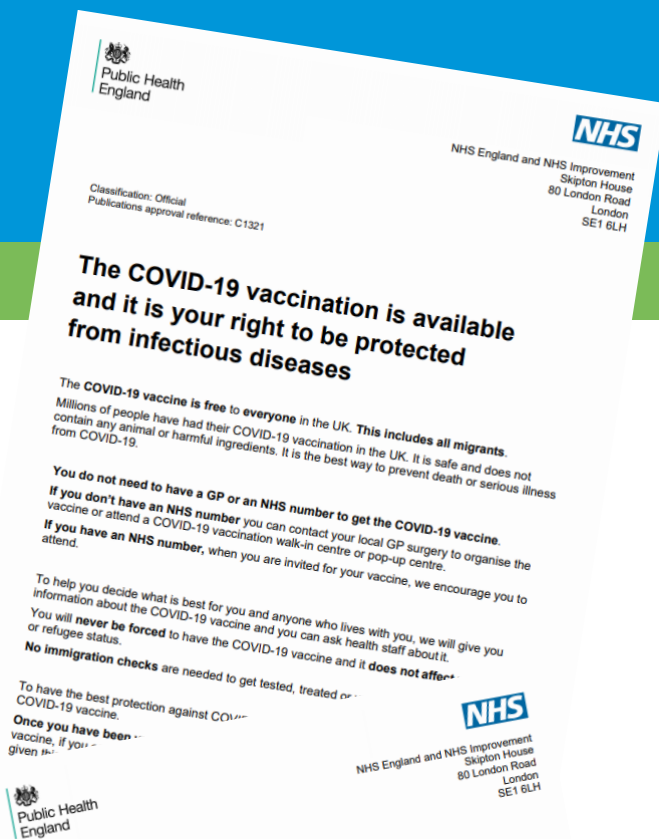 Public Health
England
NHS
NHS England and NHS Improvement
Skipton House
80 London Road
London
SE1 6LH
Classification: Official
Publications approval reference: C1321
The COVID-19 vaccination is available
and it is your right to be protected
from infectious diseases
The COVID-19 vaccine is free to everyone in the UK. This includes all migrants.
Millions of people have had their COVID-19 vaccination in the UK. It is safe and does not
contain any animal or harmful ingredients. It is the best way to prevent death or serious illness
from COVID-19.
You do not need to have a GP or an NHS number to get the COVID-19 vaccine.
If you don't have an NHS number you can contact your local GP surgery to organise the
vaccine or attend a COVID-19 vaccination walk-in centre or pop-up centre.
If you have an NHS number, when you are invited for your vaccine, we encourage you to
attend.
To help you decide what is best for you and anyone who lives with you, we will give you
information about the COVID-19 vaccine and you can ask health staff about it.
You will never be forced to have the COVID-19 vaccine and it does not affect
or refugee status.
No immigration checks are needed to get tested, treated or
To have the best protection against
COVID-19 vaccine.
Once you have been
vaccine, if you
given
NHS
NHS England and NHS Improvement
Skipton House
80 London Road
London
SE1 6LH
Public Health
England